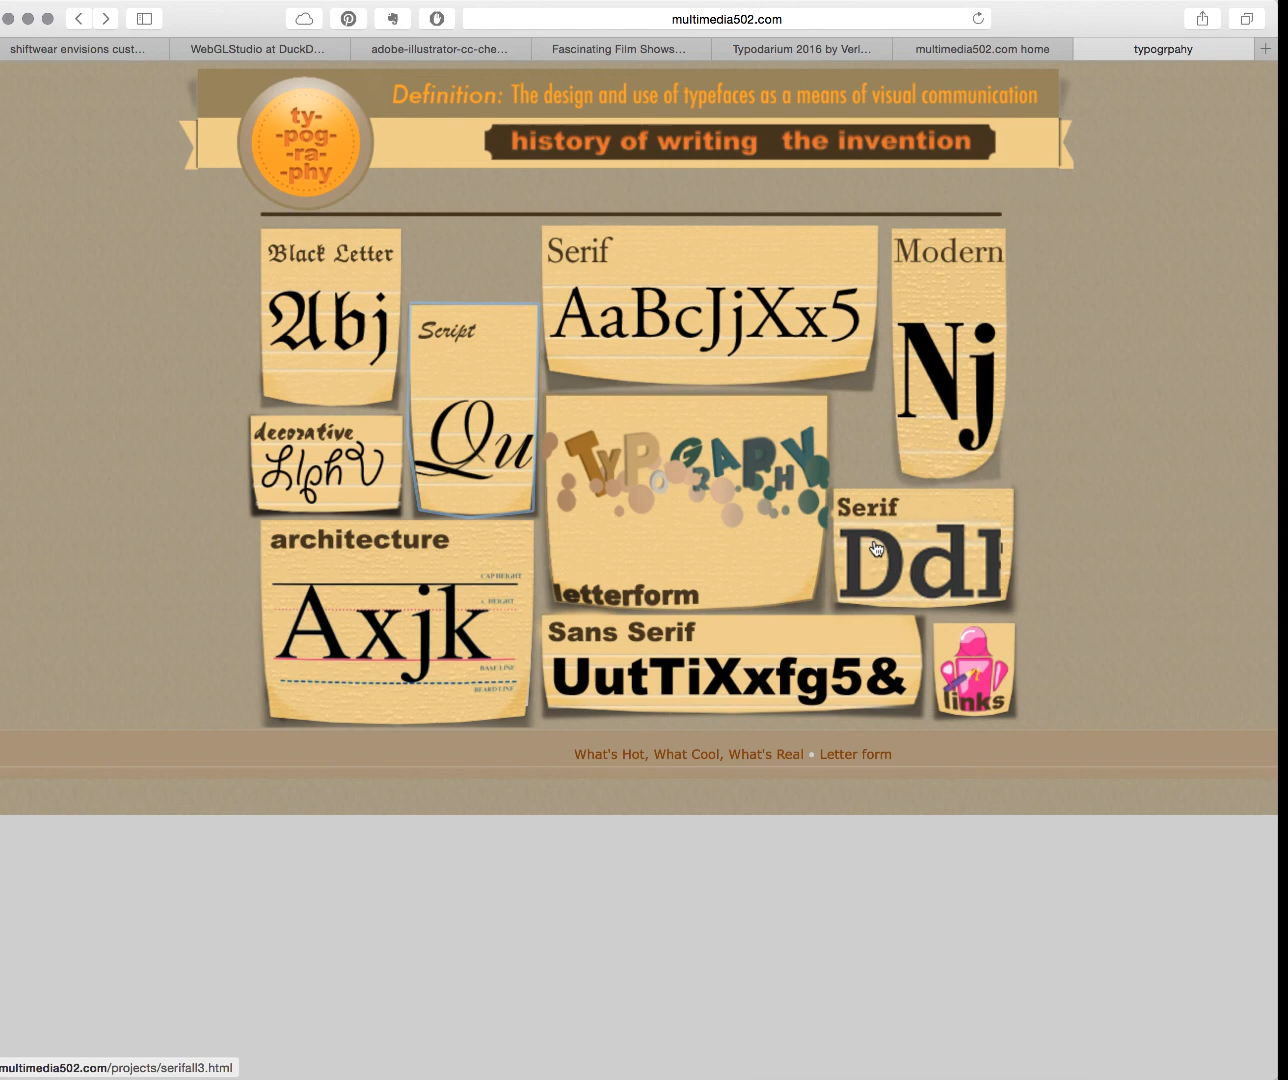 multimedia502.com
shiftwear envisions cust...
WebGLStudio at DuckD...
adobe-illustrator-cc-che...
Fascinating Film Shows...
Typodarium 2016 by Verl...
multimedia502.com home
typogrpahy
Definition: The design and use of typefaces as a means of visual communication
ty-
-pog-
-ra-
-phy
history of writing the invention
Black Letter
Abj
Script
Qu
Serif
AaBcJjXx5
Modern
Nj
decorative
TYPOGRAPHY
letterform
Serif
architecture
CAP HEIGHT
Axjk
BASE LINE
BEARD LINE
Sans Serif
UutTiXxfg5&
links
What's Hot, What Cool, What's Real • Letter form
multimedia502.com/projects/serifall3.html